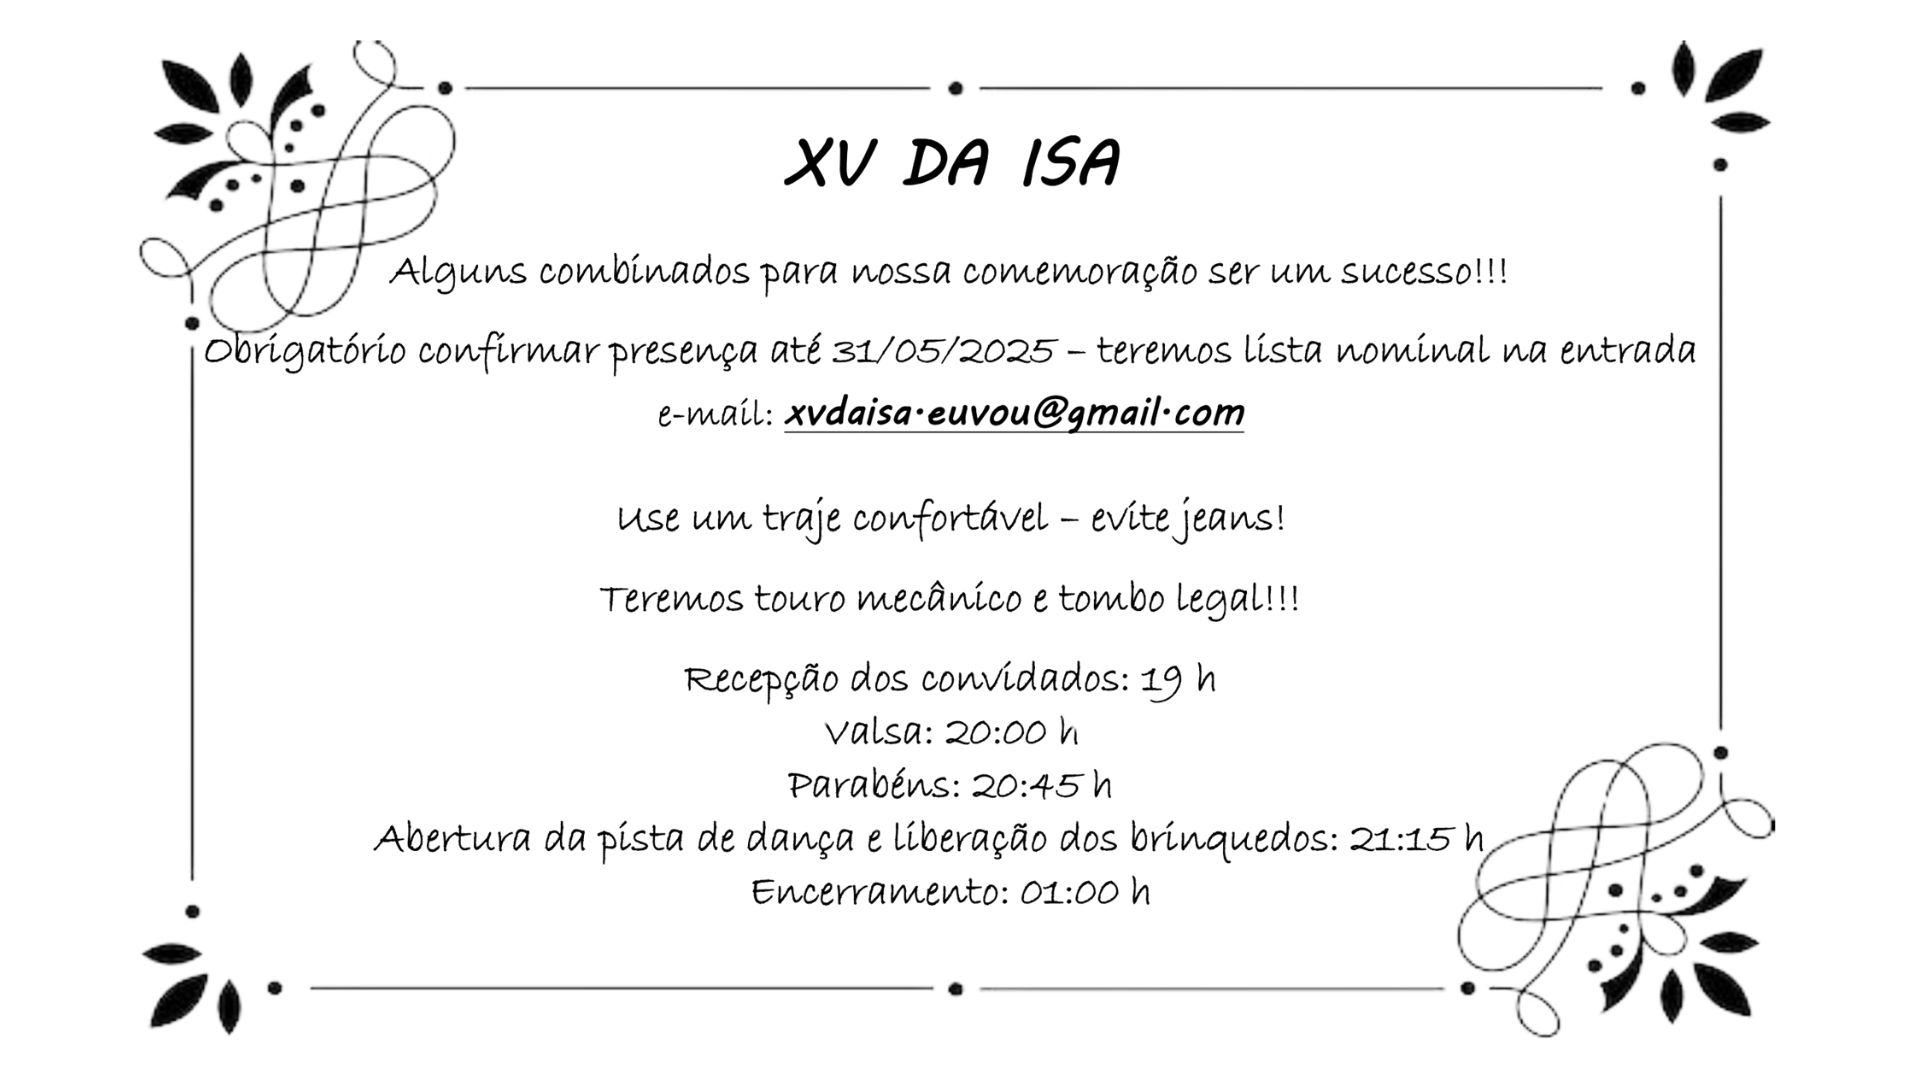 XV DA ISA
Alguns combinados para nossa comemoração ser um sucesso!!!
Obrigatório confirmar presença até 31/05/2025 – teremos lista nominal na entrada
e-mail: xvdaisa.euvou@gmail.com
Use um traje confortável – evite jeans!
Teremos touro mecânico e tombo legal!!!
Recepção dos convidados: 19 h
Valsa: 20:00 h
Parabéns: 20:45 h
Abertura da pista de dança e liberação dos brinquedos: 21:15 h
Encerramento: 01:00 h